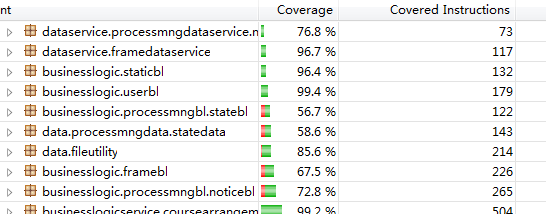 nt Coverage Covered Instructions
dataservice.processmngdataservice.n 76.8 % 73
dataservice.framedataservice 96.7 % 117
businesslogic.staticbl 96.4 % 132
businesslogic.userbl 99.4 % 179
businesslogic.processmngbl.statebl 56.7 % 122
data.processmngdata.statedata 58.6 % 143
data.fileutility 85.6 % 214
businesslogic.framebl 67.5 % 226
businesslogic.processmngbl.noticebl 72.8 % 265
businesslogicservice.coursearrangem 99.2 % 504